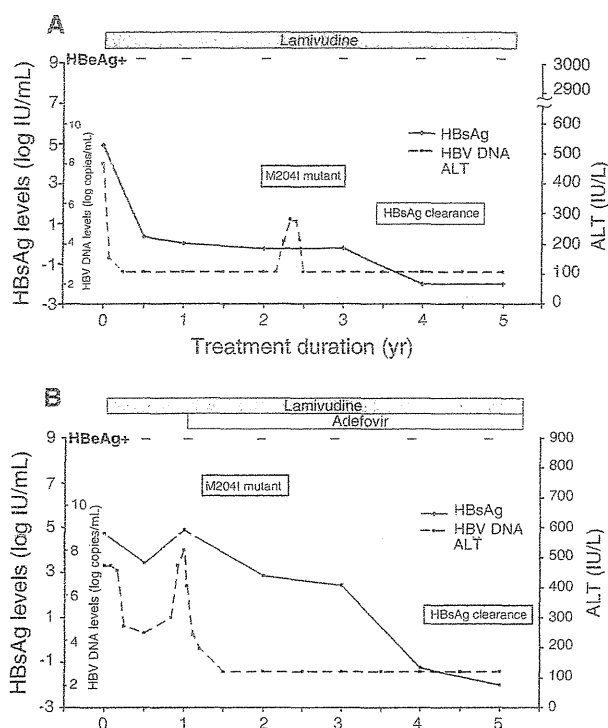 A
Lamivudine
HBeAg+ – – – – – –
HBsAg levels (log IU/mL)
9
7
5
3
1
-1
-3
HBV DNA levels (log copies/mL)
10
8
6
4
2
3000
2900
600
500
400
300
200
100
0
ALT (IU/L)
HBsAg
HBV DNA
ALT
M204I mutant
HBsAg clearance
0 1 2 3 4 5
Treatment duration (yr)
B
Lamivudine
Adefovir
HBeAg+ – – – – – –
HBsAg levels (log IU/mL)
9
7
5
3
1
-1
-3
HBV DNA levels (log copies/mL)
10
8
6
4
2
900
800
700
600
500
400
300
200
100
0
ALT (IU/L)
M204I mutant
HBsAg
HBV DNA
ALT
HBsAg clearance
0 1 2 3 4 5